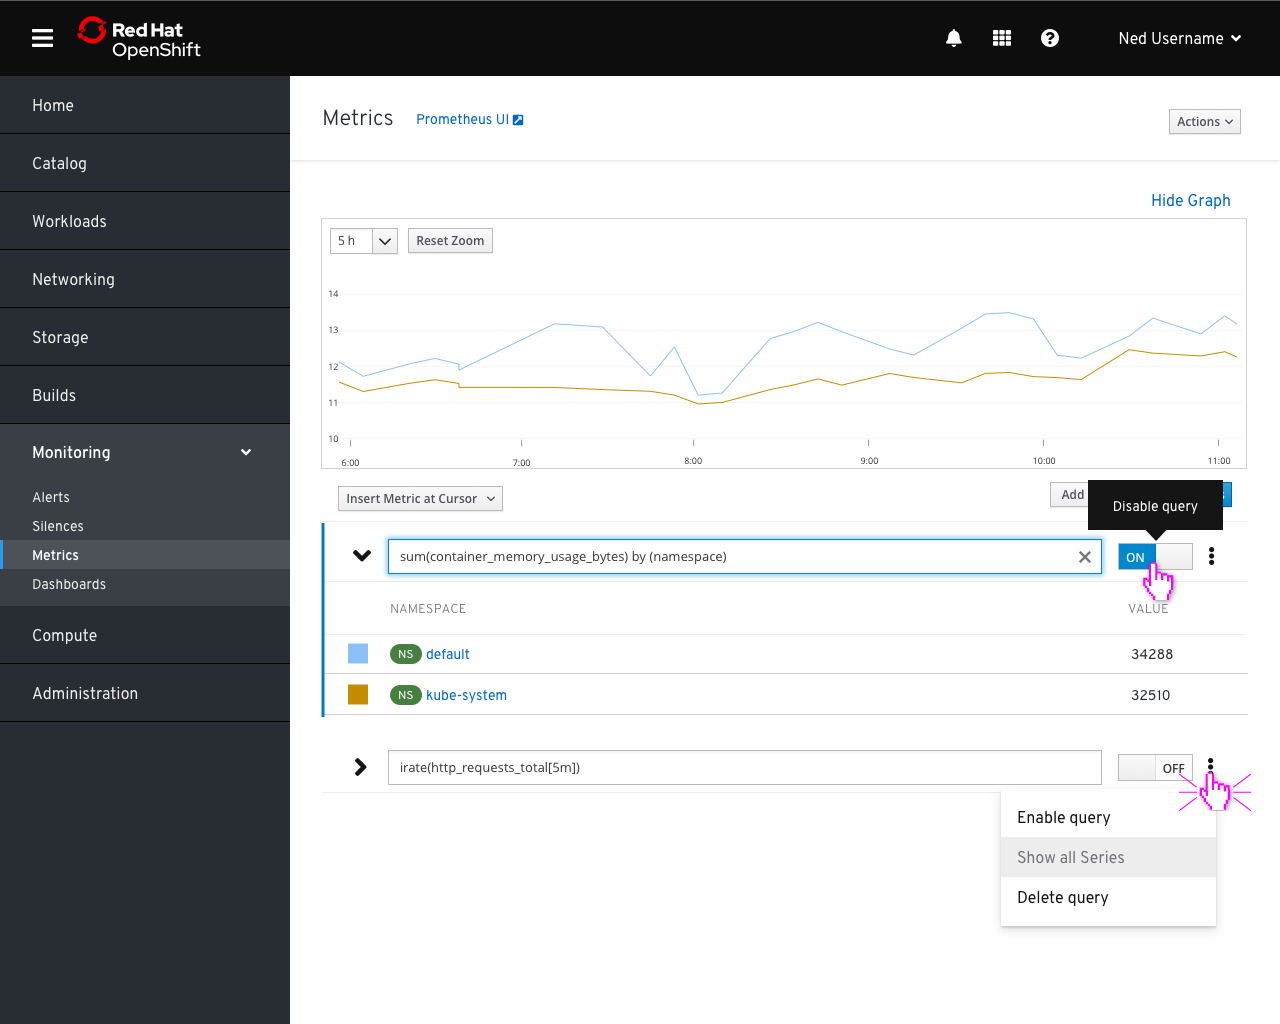 Red Hat
OpenShift
Ned Username
Home
Catalog
Workloads
Networking
Storage
Builds
Monitoring
Alerts
Silences
Metrics
Dashboards
Compute
Administration
Metrics
Prometheus UI
Actions
Hide Graph
5 h
Reset Zoom
14
13
12
11
10
6:00
7:00
8:00
9:00
10:00
11:00
Insert Metric at Cursor
Add
Disable query
sum(container_memory_usage_bytes) by (namespace)
ON
NAMESPACE
VALUE
NS default
34288
NS kube-system
32510
irate(http_requests_total[5m])
OFF
Enable query
Show all Series
Delete query